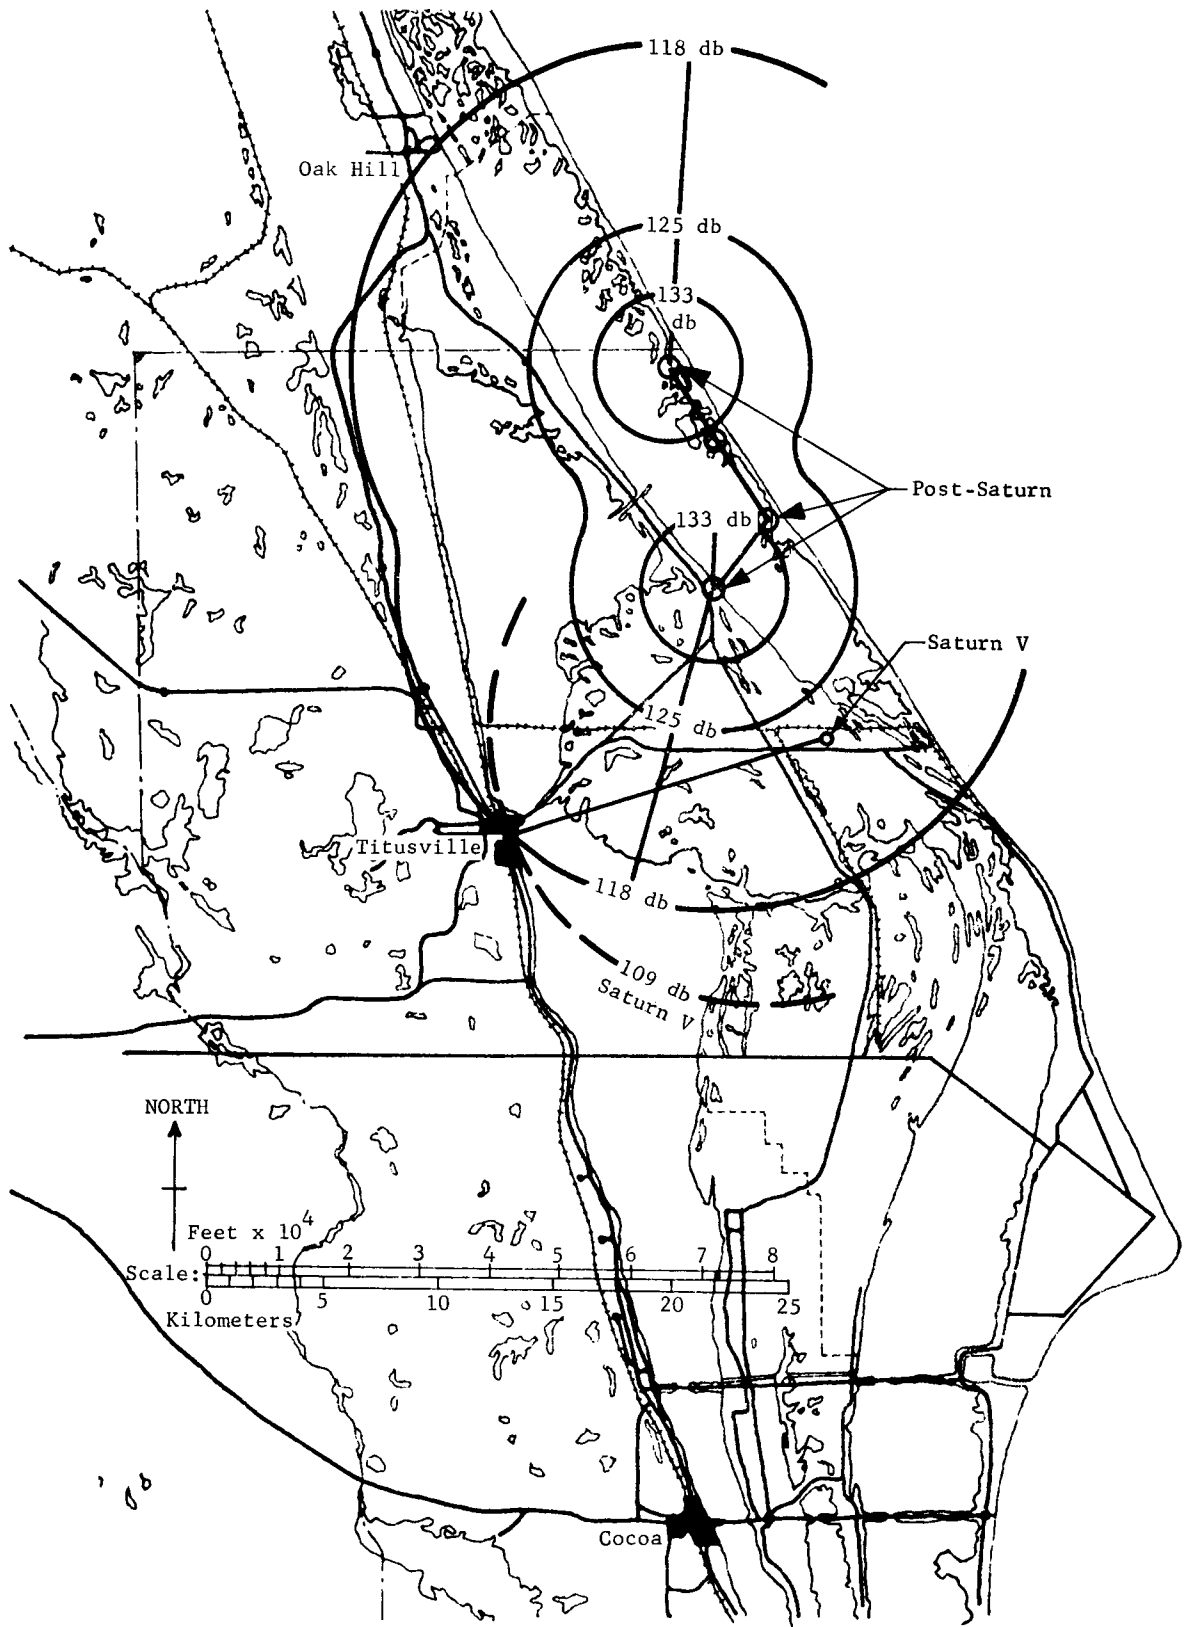 118 db
Oak Hill
125 db
133
db
Post-Saturn
133 db
Saturn V
125 db
Titusville
118 db
109 db
Saturn V
NORTH
Feet x 10^4
0 1 2 3 4 5 6 7 8
Scale:
0 5 10 15 20 25
Kilometers
Cocoa